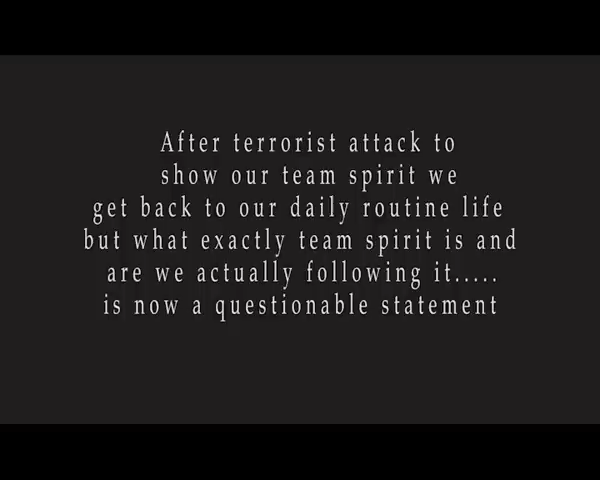 After terrorist attack to
show our team spirit we
get back to our daily routine life
but what exactly team spirit is and
are we actually following it.....
is now a questionable statement